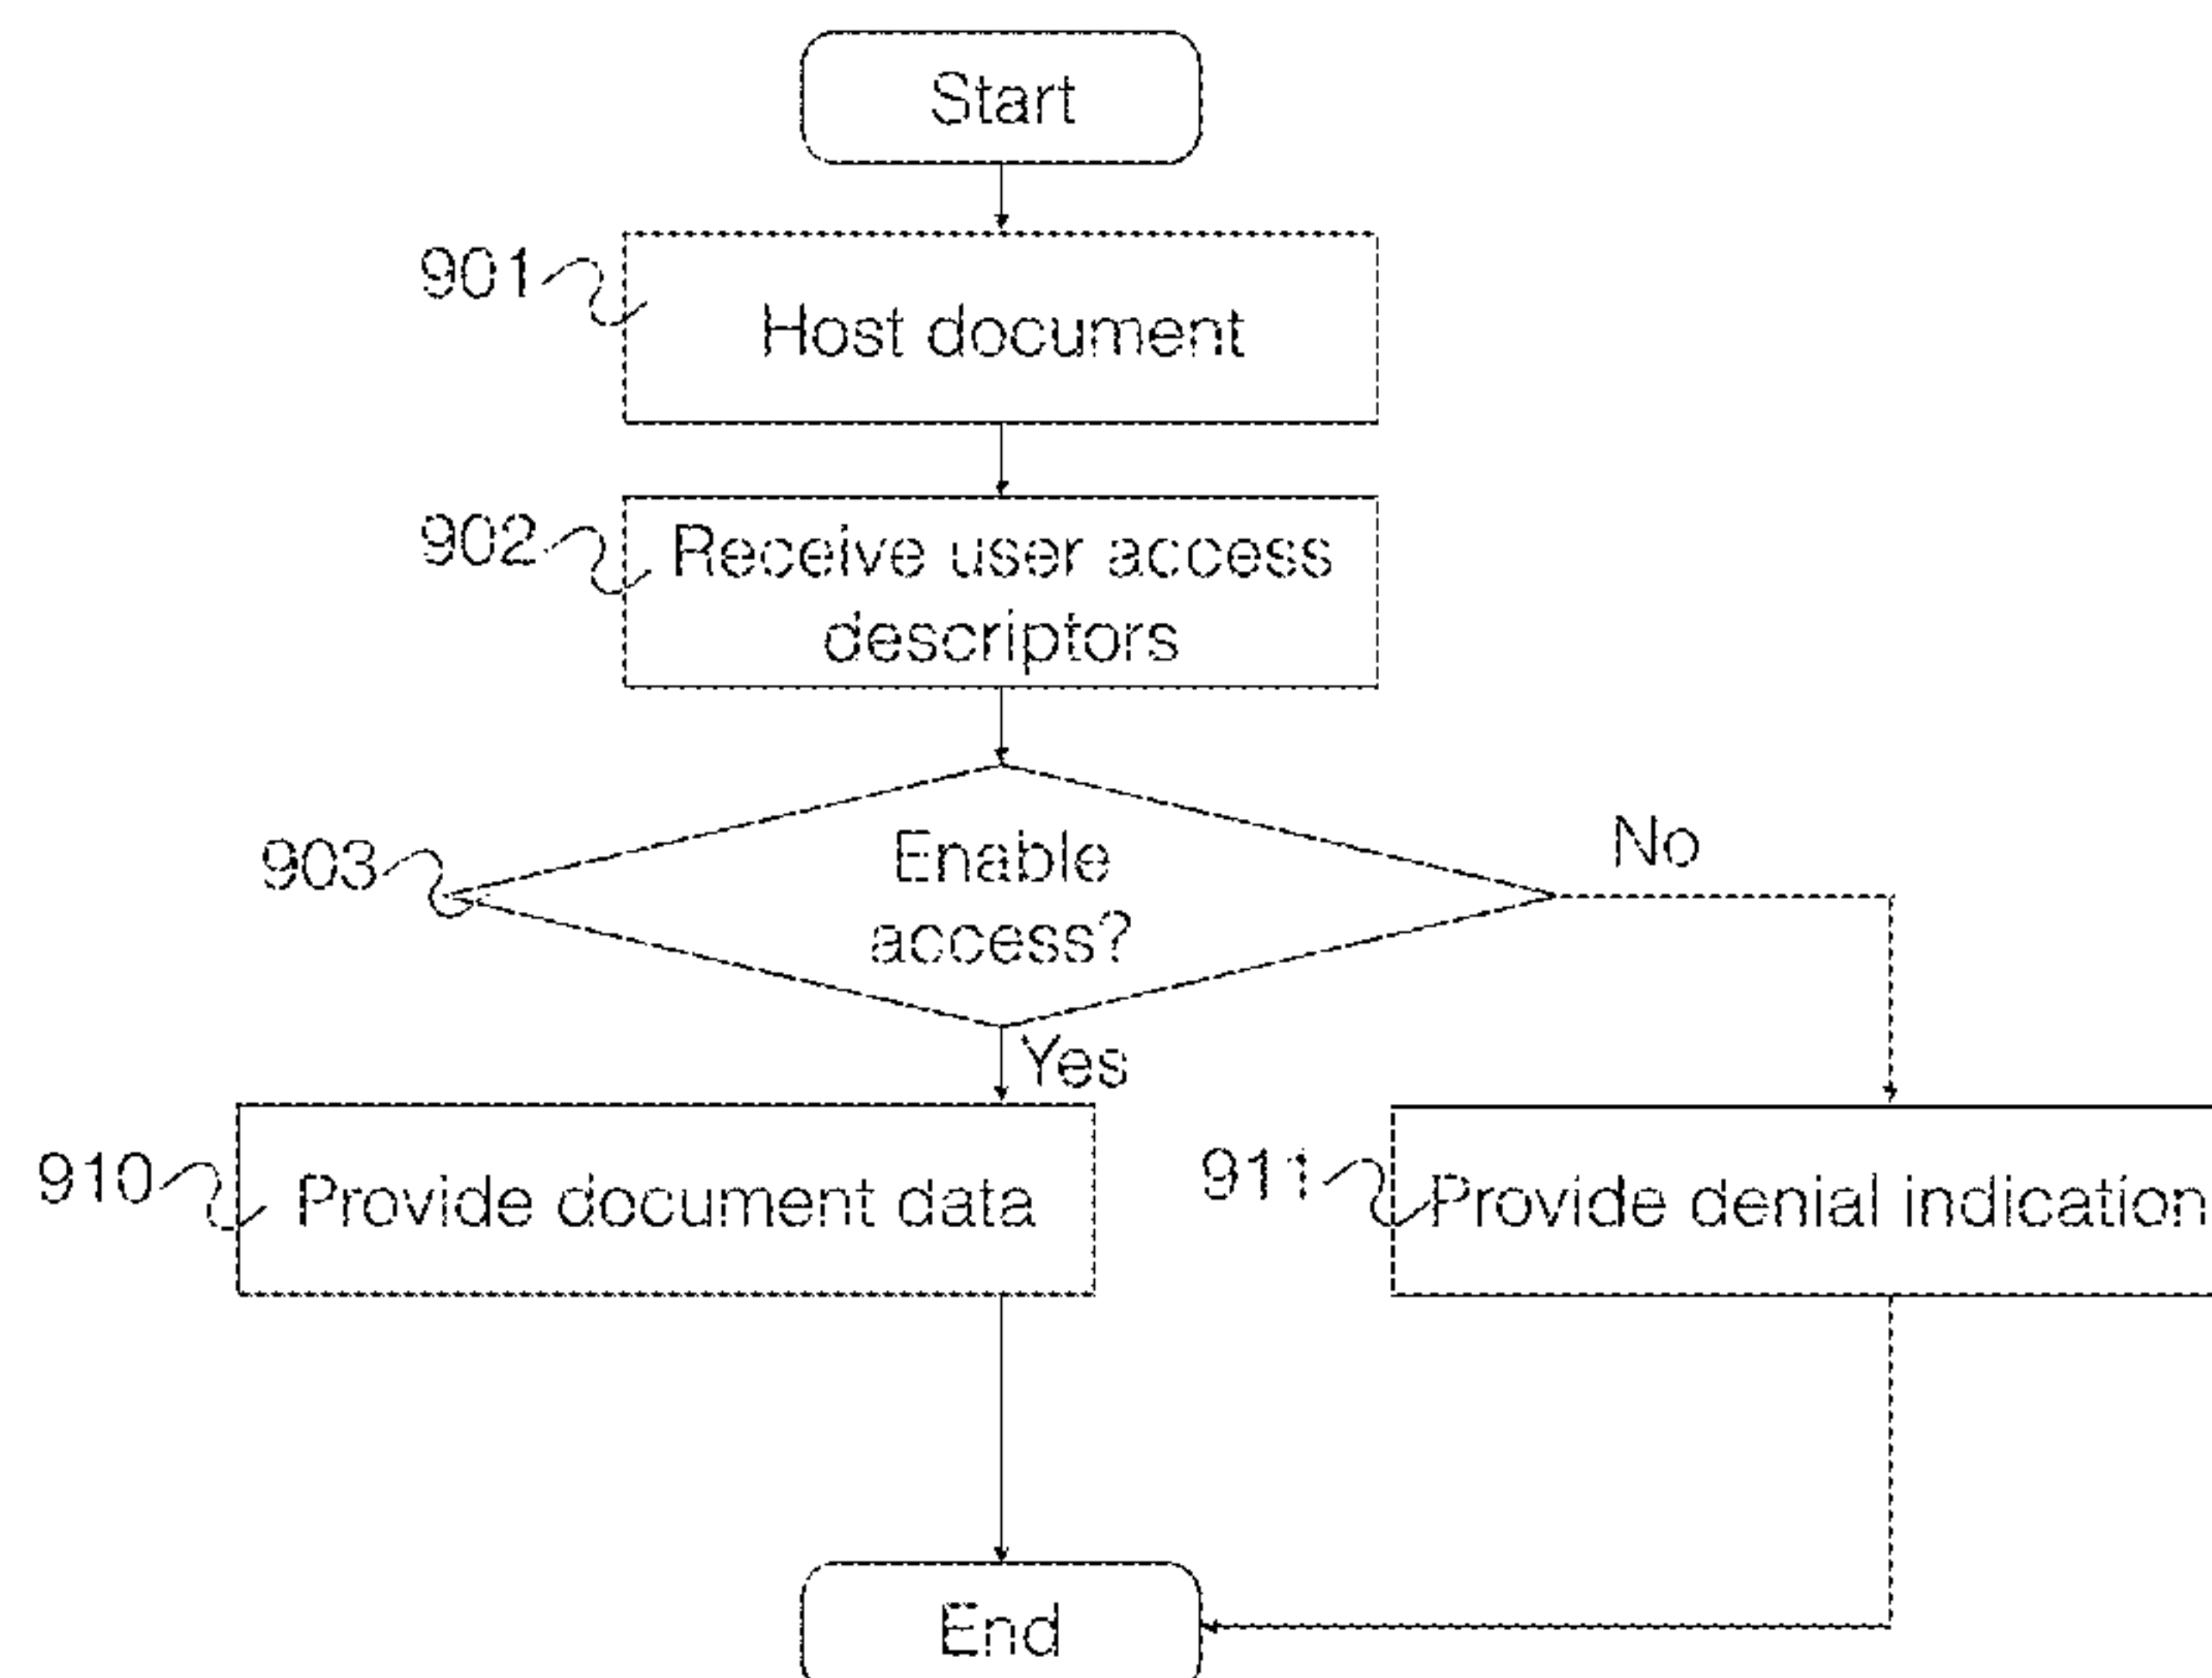 Start
901
Host document
902
Receive user access
descriptors
903
Enable
access?
No
Yes
910
Provide document data
911
Provide denial indication
End